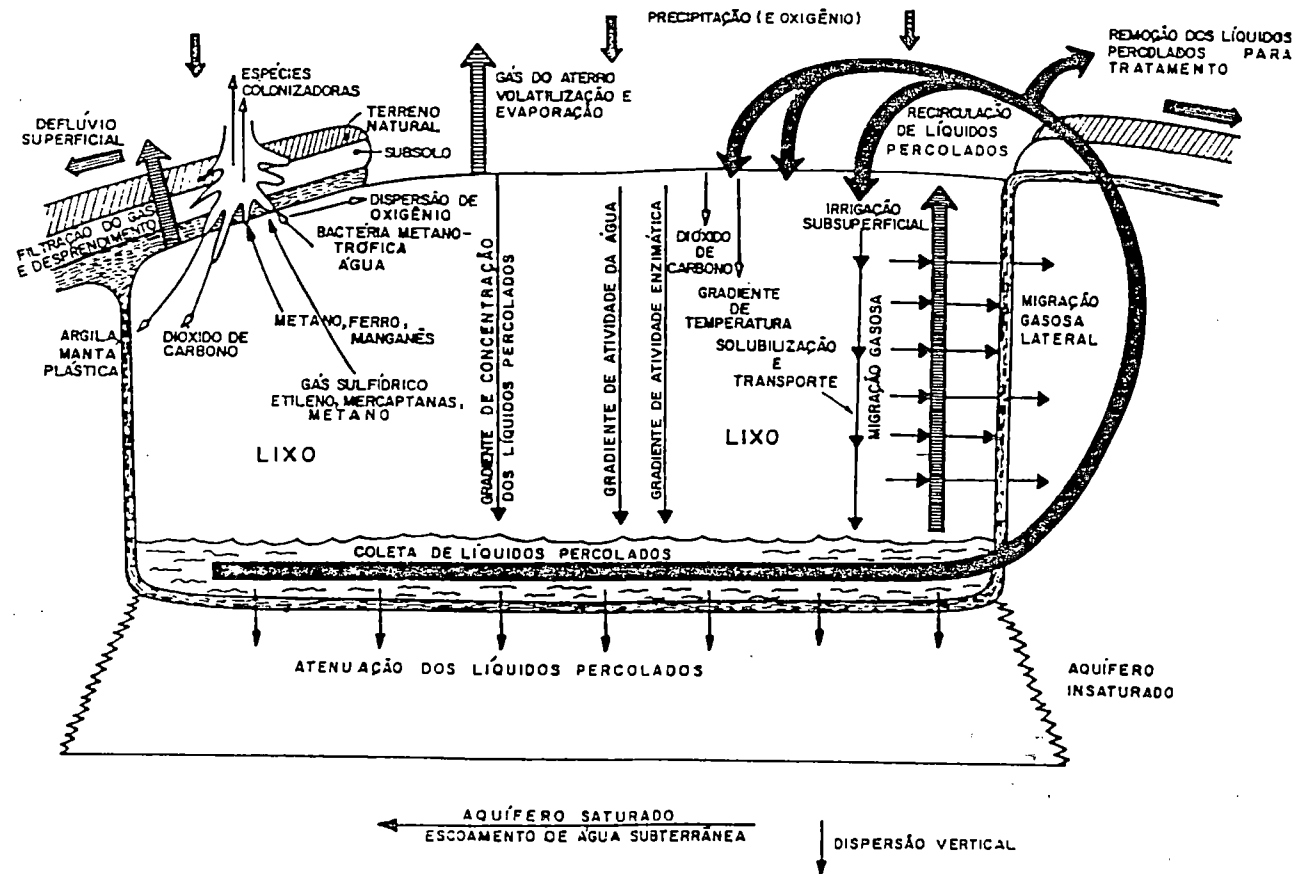 PRECIPITAÇÃO (E OXIGÊNIO)
REMOÇÃO DOS LÍQUIDOS
PERCOLADOS PARA
TRATAMENTO
ESPÉCIES
COLONIZADORAS
GÁS DO ATERRO
VOLATILIZAÇÃO E
EVAPORAÇÃO
TERRENO
NATURAL
SUBSOLO
DEFLÚVIO
SUPERFICIAL
RECIRCULAÇÃO
DE LÍQUIDOS
PERCOLADOS
FILTRAÇÃO DO GÁS
E DESPRENDIMENTO
DISPERSÃO DE
OXIGÊNIO
BACTÉRIA METANO-
TRÓFICA
ÁGUA
IRRIGAÇÃO
SUBSUPERFICIAL
DIÓXIDO
DE
CARBONO
GRADIENTE
DE
TEMPERATURA
ARGILA
MANTA
PLÁSTICA
DIÓXIDO DE
CARBONO
METANO, FERRO,
MANGANÊS
GÁS SULFÍDRICO
ETILENO, MERCAPTANAS,
METANO
GRADIENTE DE CONCENTRAÇÃO
DOS LÍQUIDOS PERCOLADOS
GRADIENTE DE ATIVIDADE DA ÁGUA
GRADIENTE DE ATIVIDADE ENZIMÁTICA
SOLUBILIZAÇÃO
E
TRANSPORTE
MIGRAÇÃO GASOSA
MIGRAÇÃO
GASOSA
LATERAL
LIXO
LIXO
COLETA DE LÍQUIDOS PERCOLADOS
ATENUAÇÃO DOS LÍQUIDOS PERCOLADOS
AQUÍFERO
INSATURADO
AQUÍFERO SATURADO
ESCOAMENTO DE ÁGUA SUBTERRÂNEA
DISPERSÃO VERTICAL